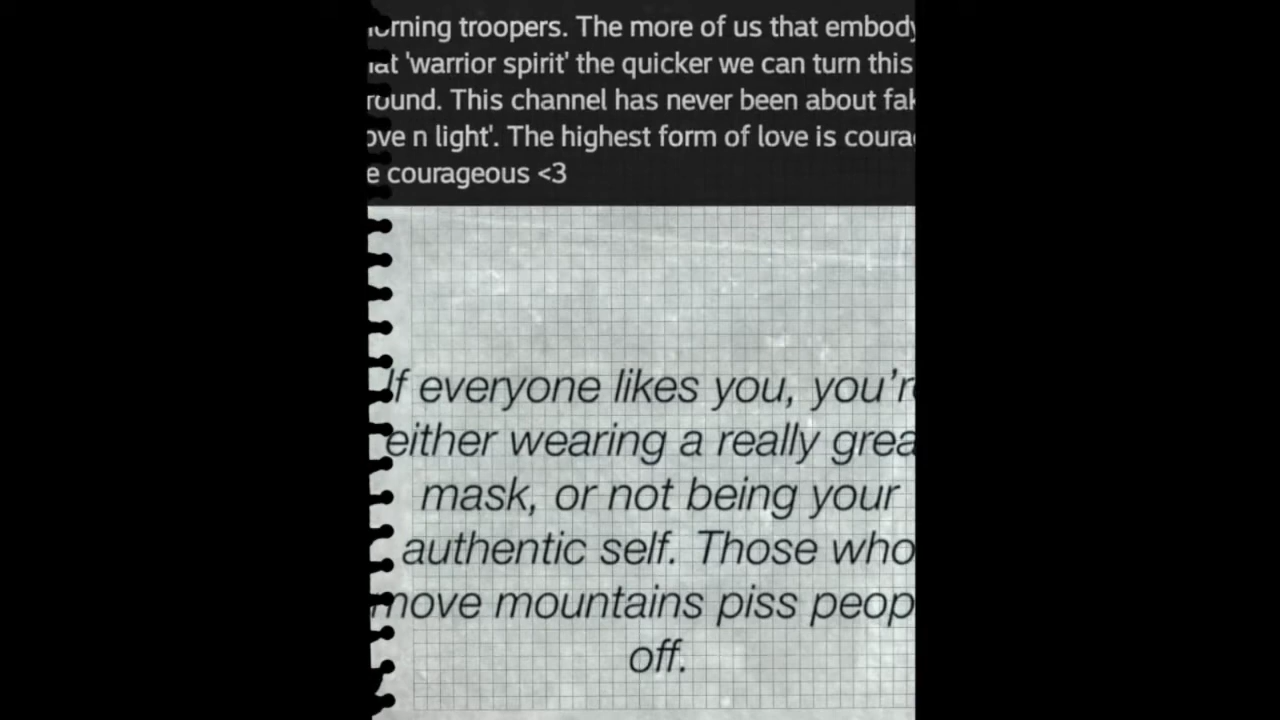 orning troopers. The more of us that embody
at 'warrior spirit' the quicker we can turn this
round. This channel has never been about fak
ove n light'. The highest form of love is coura
e courageous <3
If everyone likes you, you're
either wearing a really grea
mask, or not being your
authentic self. Those who
move mountains piss peop
off.